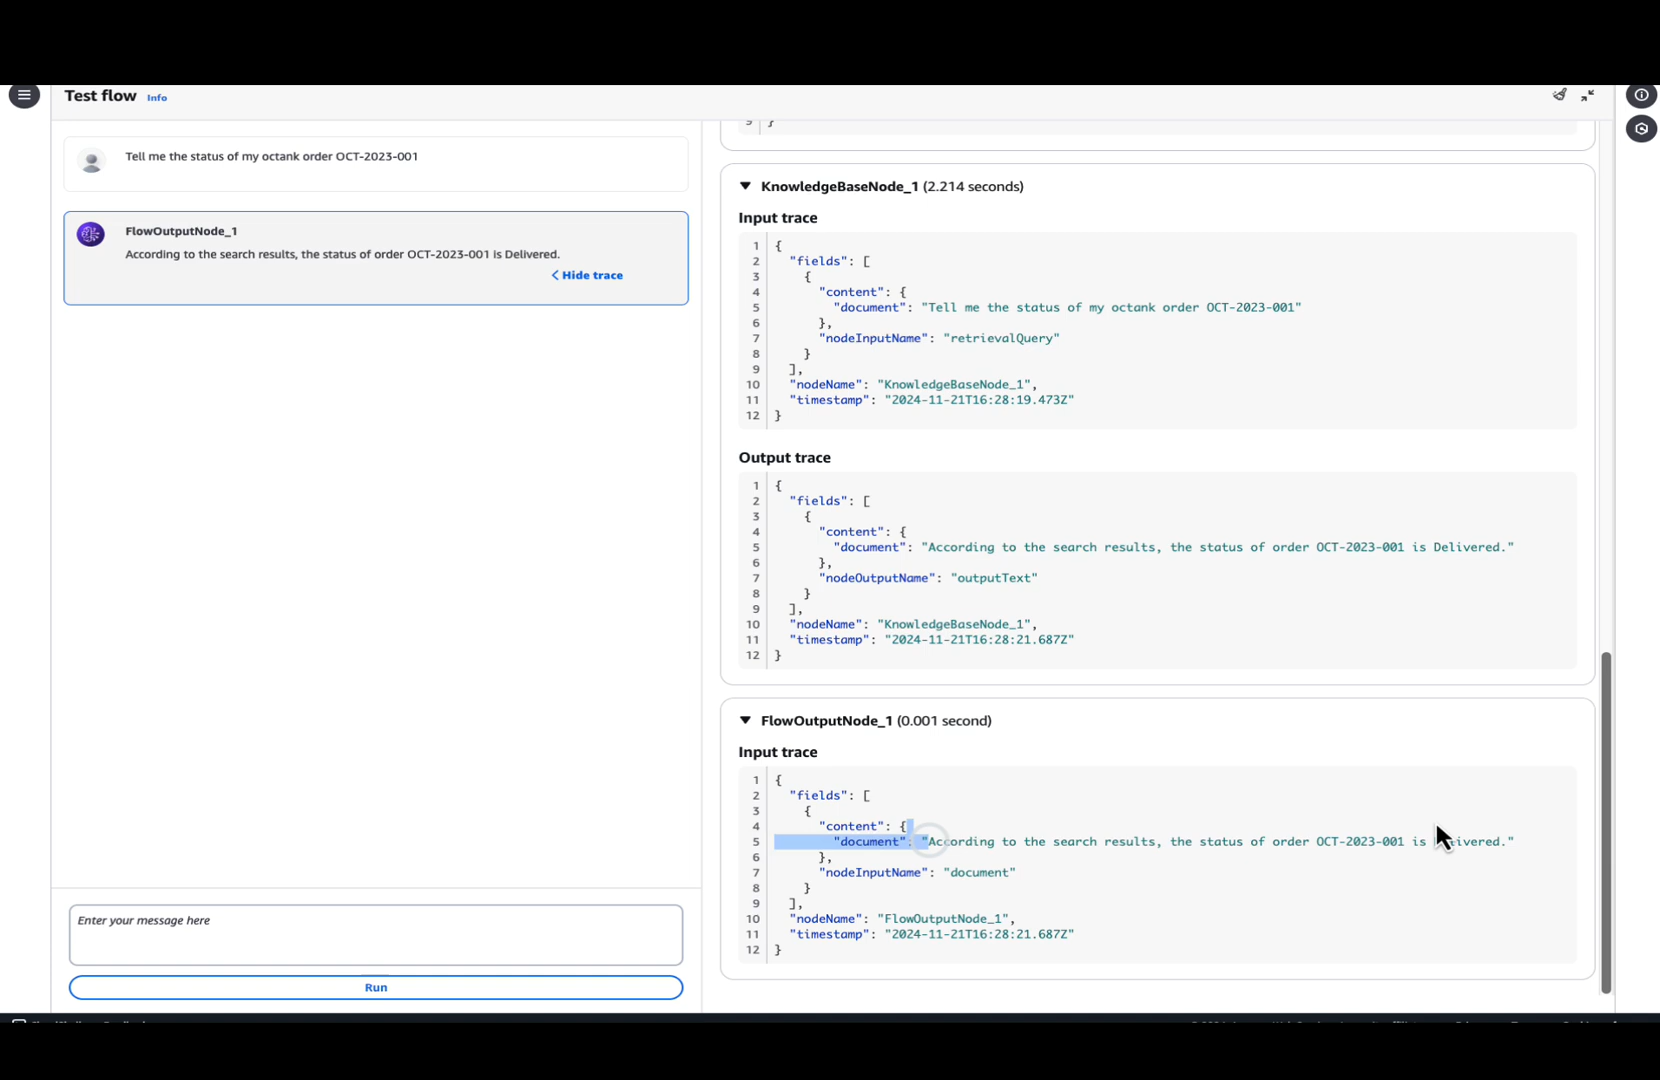 Test flow Info
Tell me the status of my octank order OCT-2023-001
FlowOutputNode_1
According to the search results, the status of order OCT-2023-001 is Delivered.
< Hide trace
Enter your message here
Run
9 }
▼ KnowledgeBaseNode_1 (2.214 seconds)
Input trace
1 {
2 "fields": [
3 {
4 "content": {
5 "document": "Tell me the status of my octank order OCT-2023-001"
6 },
7 "nodeInputName": "retrievalQuery"
8 }
9 ],
10 "nodeName": "KnowledgeBaseNode_1",
11 "timestamp": "2024-11-21T16:28:19.473Z"
12 }
Output trace
1 {
2 "fields": [
3 {
4 "content": {
5 "document": "According to the search results, the status of order OCT-2023-001 is Delivered."
6 },
7 "nodeOutputName": "outputText"
8 }
9 ],
10 "nodeName": "KnowledgeBaseNode_1",
11 "timestamp": "2024-11-21T16:28:21.687Z"
12 }
▼ FlowOutputNode_1 (0.001 second)
Input trace
1 {
2 "fields": [
3 {
4 "content": {
5 "document": "According to the search results, the status of order OCT-2023-001 is Delivered."
6 },
7 "nodeInputName": "document"
8 }
9 ],
10 "nodeName": "FlowOutputNode_1",
11 "timestamp": "2024-11-21T16:28:21.687Z"
12 }